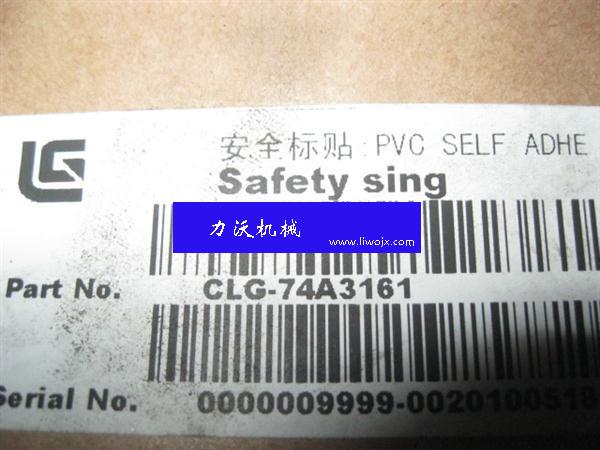 LG
安全标贴:PVC SELF ADHE
Safety sing
力沃机械
www.liwojx.com
Part No. CLG-74A3161
Serial No. 0000009999-0020100518